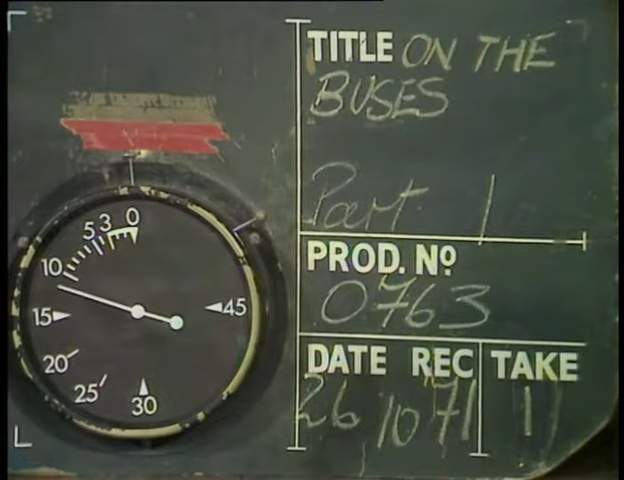 TITLE ON THE
BUSES
Part 1
PROD. Nº
0763
DATE REC TAKE
26 10 71 1
0
3
5
10
15
20
25
30
45